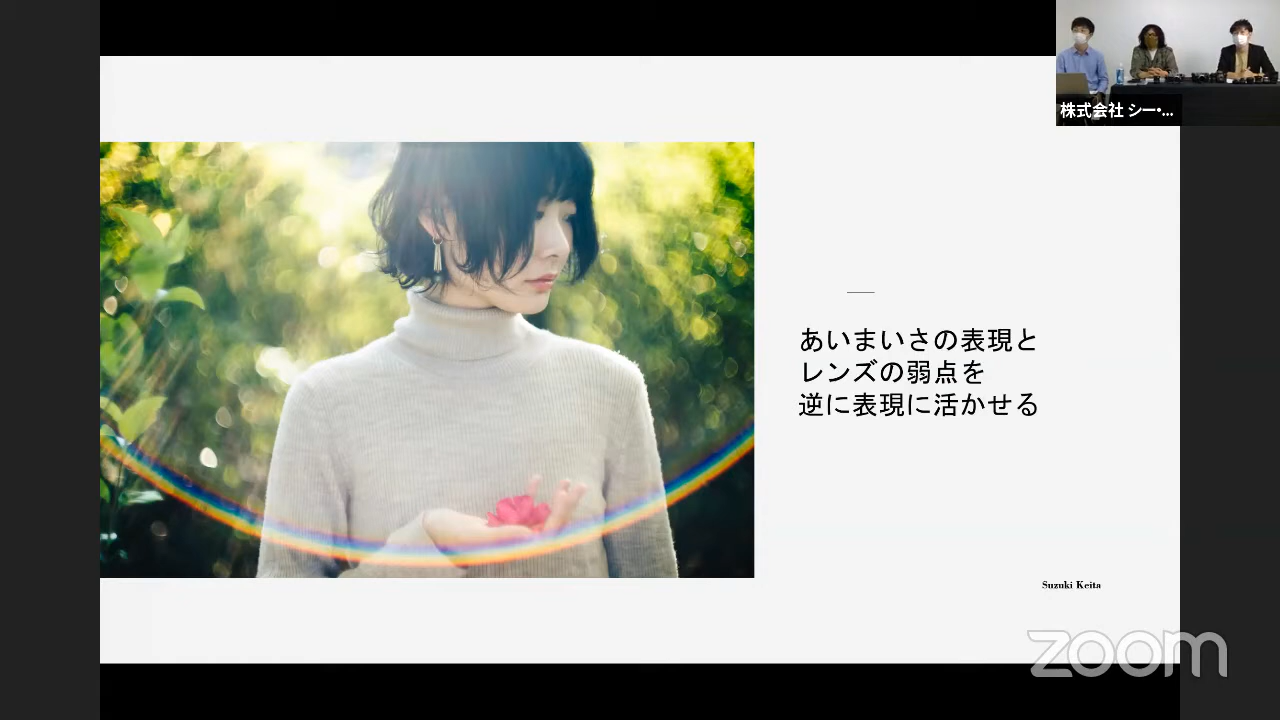 株式会社 シー•...
あいまいさの表現と
レンズの弱点を
逆に表現に活かせる
Suzuki Keita
zoom